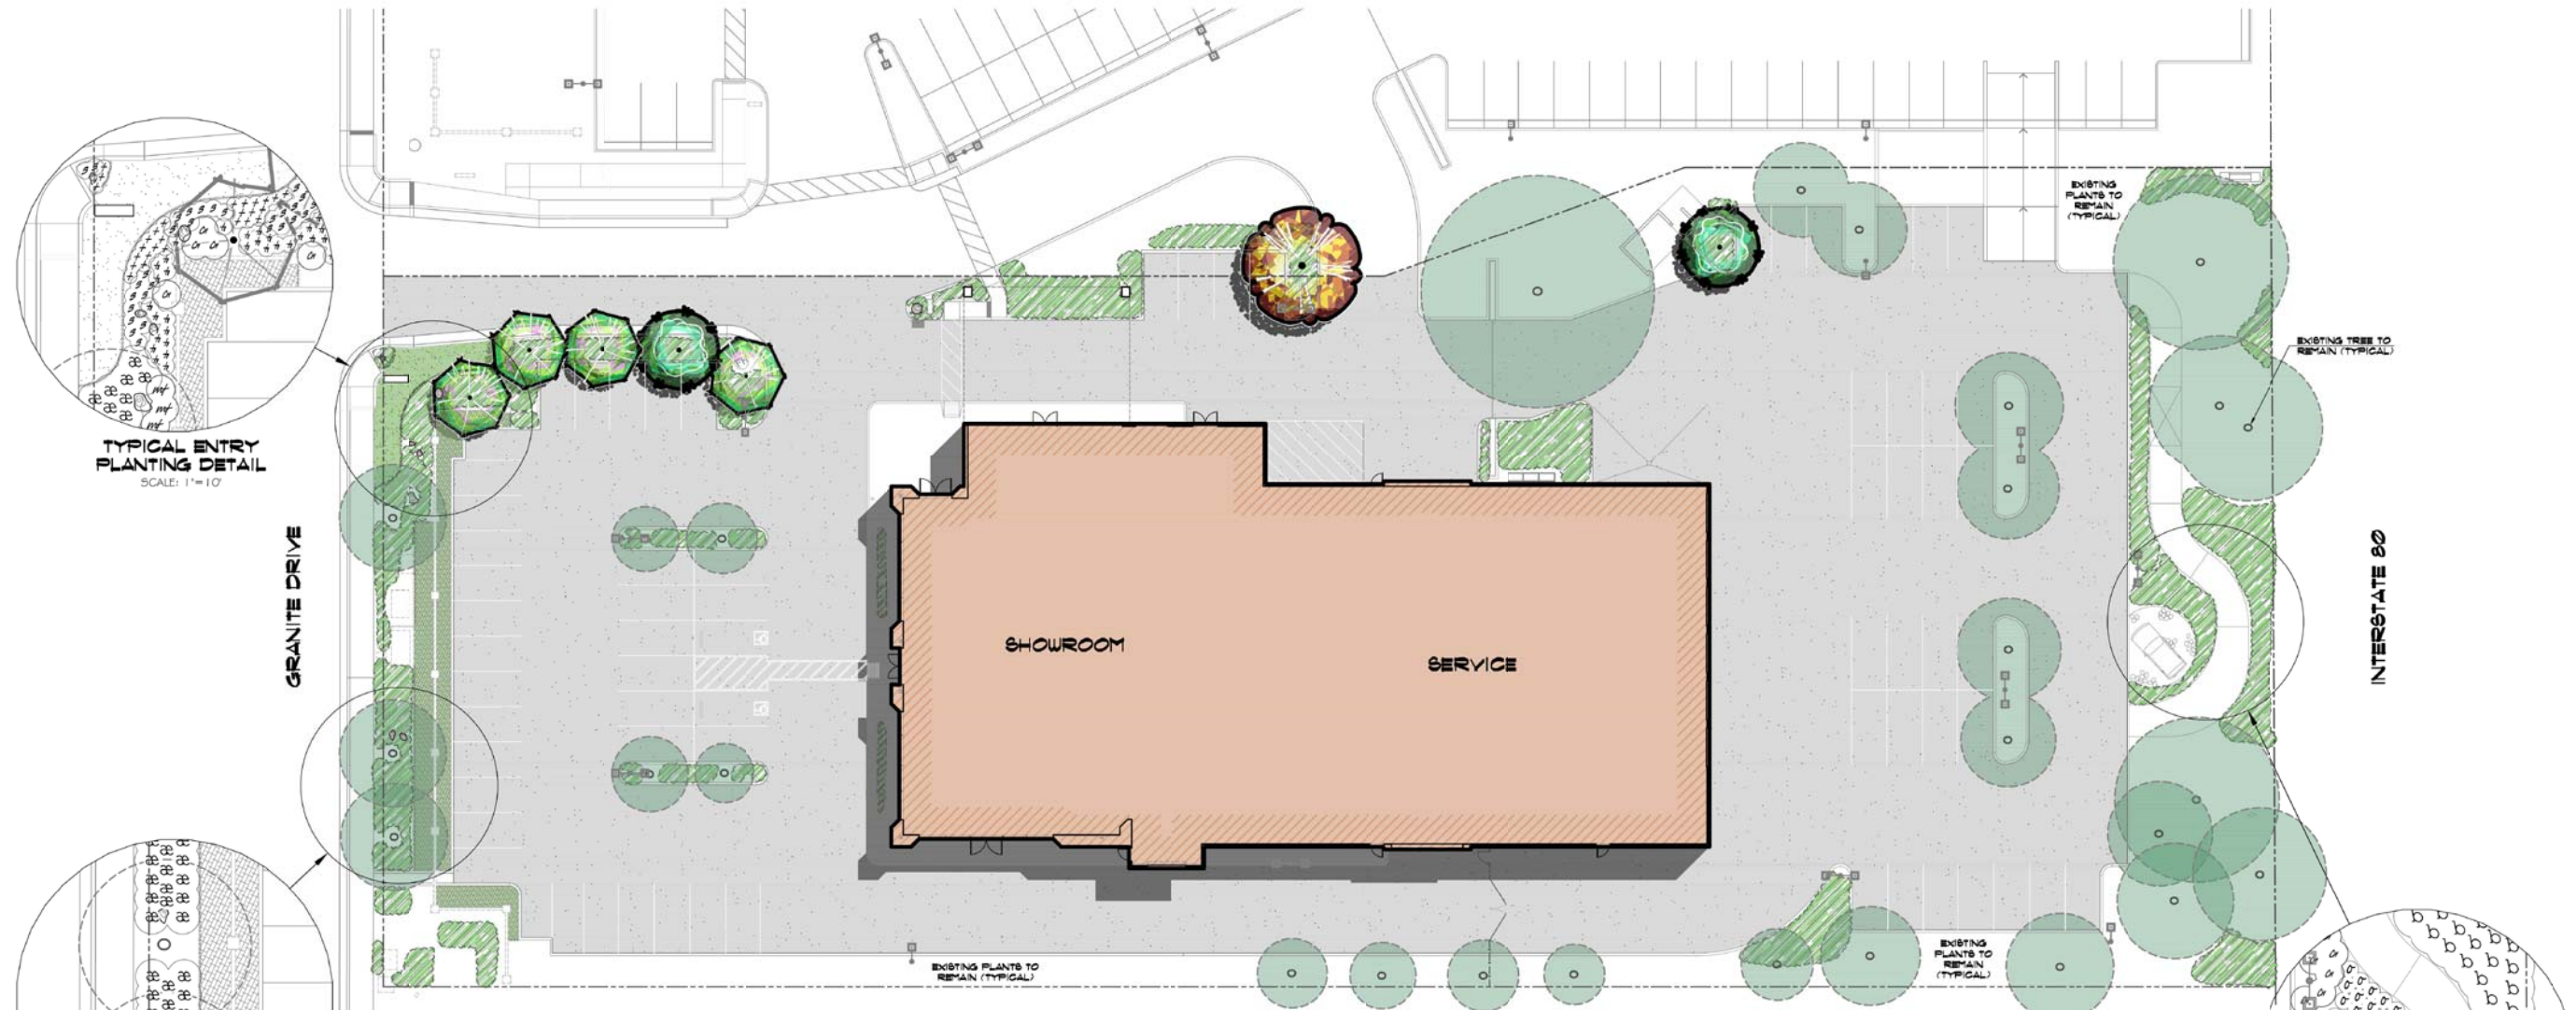 EXISTING
PLANTS TO
REMAIN
(TYPICAL)
EXISTING TREE TO
REMAIN (TYPICAL)
TYPICAL ENTRY
PLANTING DETAIL
SCALE: 1"=10'
GRANITE DRIVE
SHOWROOM
SERVICE
INTERSTATE 80
EXISTING PLANTS TO
REMAIN (TYPICAL)
EXISTING
PLANTS TO
REMAIN
(TYPICAL)